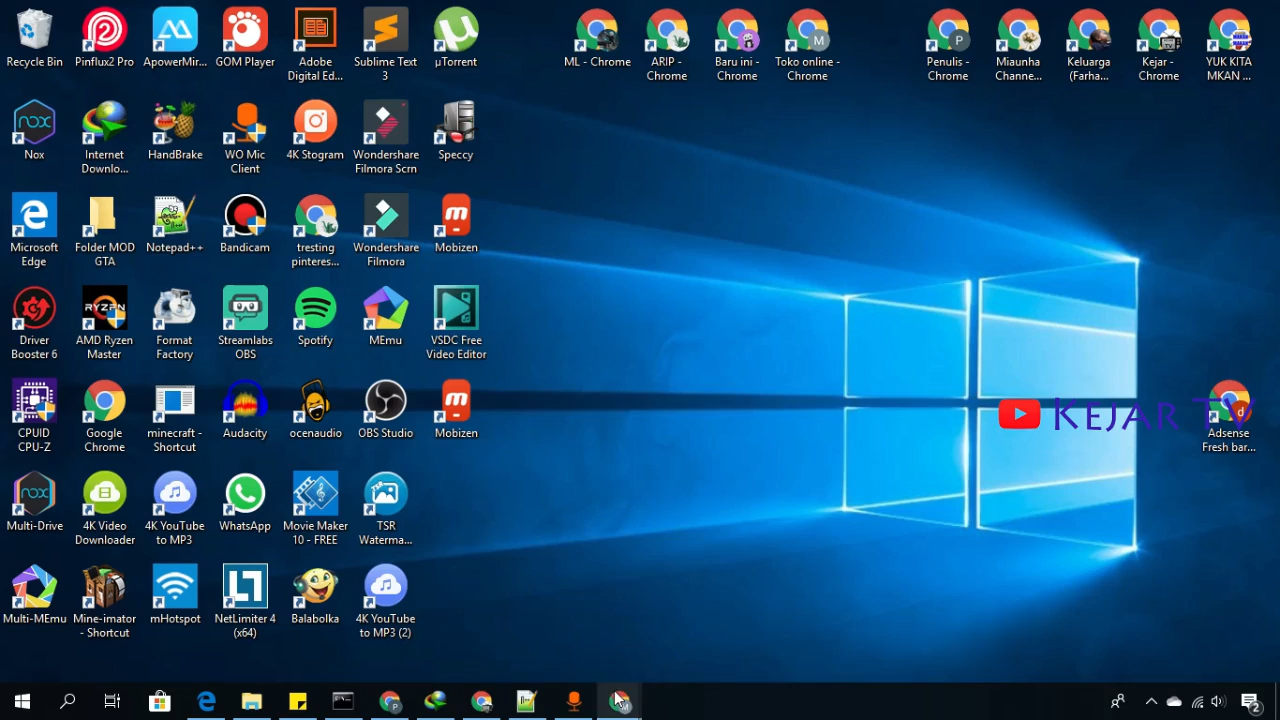 Recycle Bin
Pinflux2 Pro
ApowerMir...
GOM Player
Adobe
Digital Ed...
Sublime Text
3
µTorrent
ML - Chrome
ARIP -
Chrome
Baru ini -
Chrome
M
Toko online -
Chrome
P
Penulis -
Chrome
Miaunha
Channe...
Keluarga
(Farha...
Kejar -
Chrome
YUK KITA
MKAN ...
nox
Nox
Internet
Downlo...
HandBrake
WO Mic
Client
4K Stogram
Wondershare
Filmora Scrn
Speccy
Microsoft
Edge
Folder MOD
GTA
Notepad++
Bandicam
tresting
pinteres...
Wondershare
Filmora
m
Mobizen
Driver
Booster 6
RYZEN
AMD Ryzen
Master
Format
Factory
Streamlabs
OBS
Spotify
MEmu
VSDC Free
Video Editor
CPUID
CPU-Z
Google
Chrome
minecraft -
Shortcut
Audacity
ocenaudio
OBS Studio
m
Mobizen
KEJAR TV
d
Adsense
Fresh bar...
nox
Multi-Drive
4K Video
Downloader
4K YouTube
to MP3
WhatsApp
Movie Maker
10 - FREE
TSR
Waterma...
Multi-MEmu
Mine-imator
- Shortcut
mHotspot
NetLimiter 4
(x64)
Balabolka
4K YouTube
to MP3 (2)
P
2